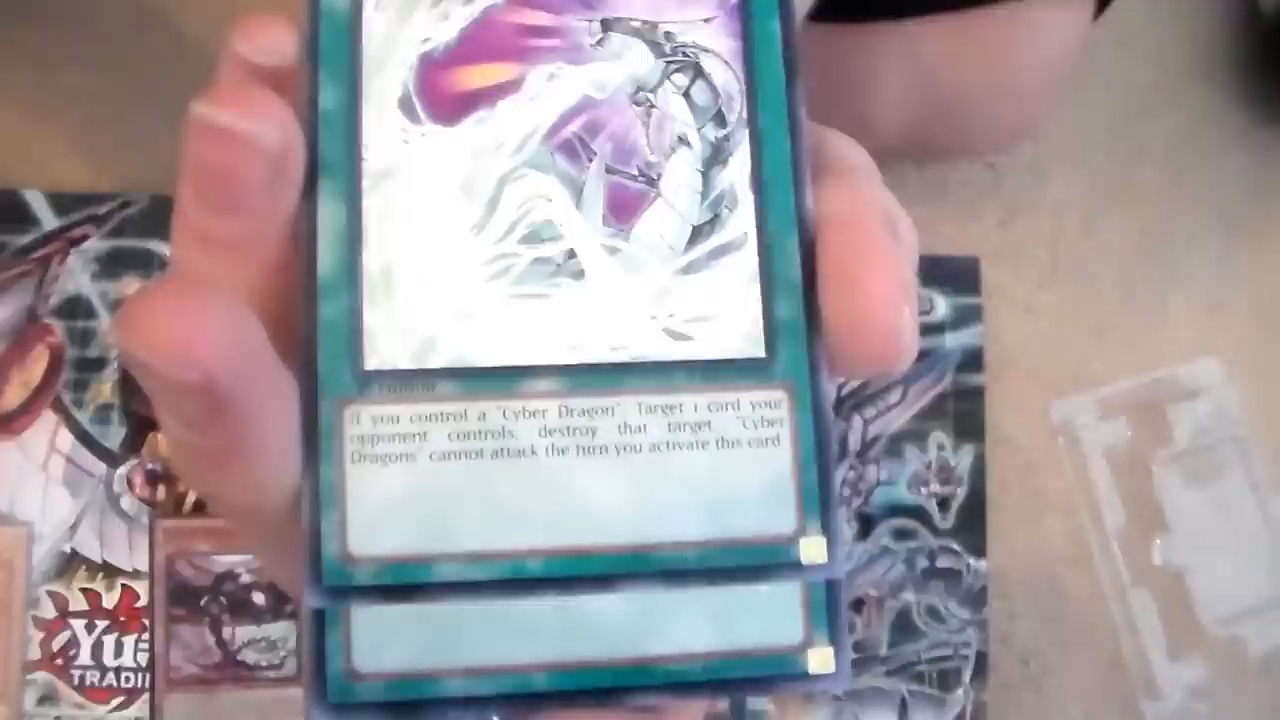 If you control a "Cyber Dragon". Target 1 card your
opponent controls, destroy that target. "Cyber
Dragons" cannot attack the turn you activate this card
Yu
TRADI